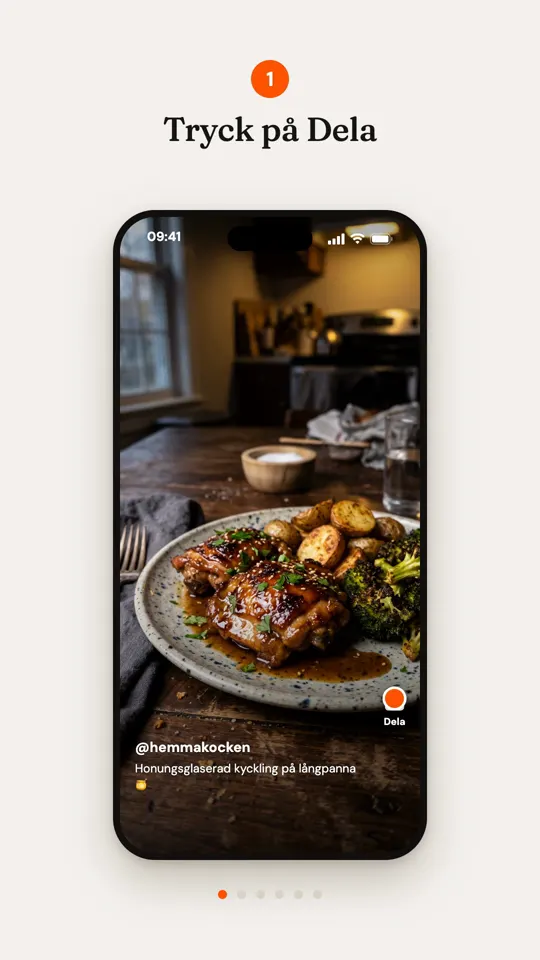 1
Tryck på Dela
09:41
Dela
@hemmakocken
Honungsglaserad kyckling på långpanna
🍯